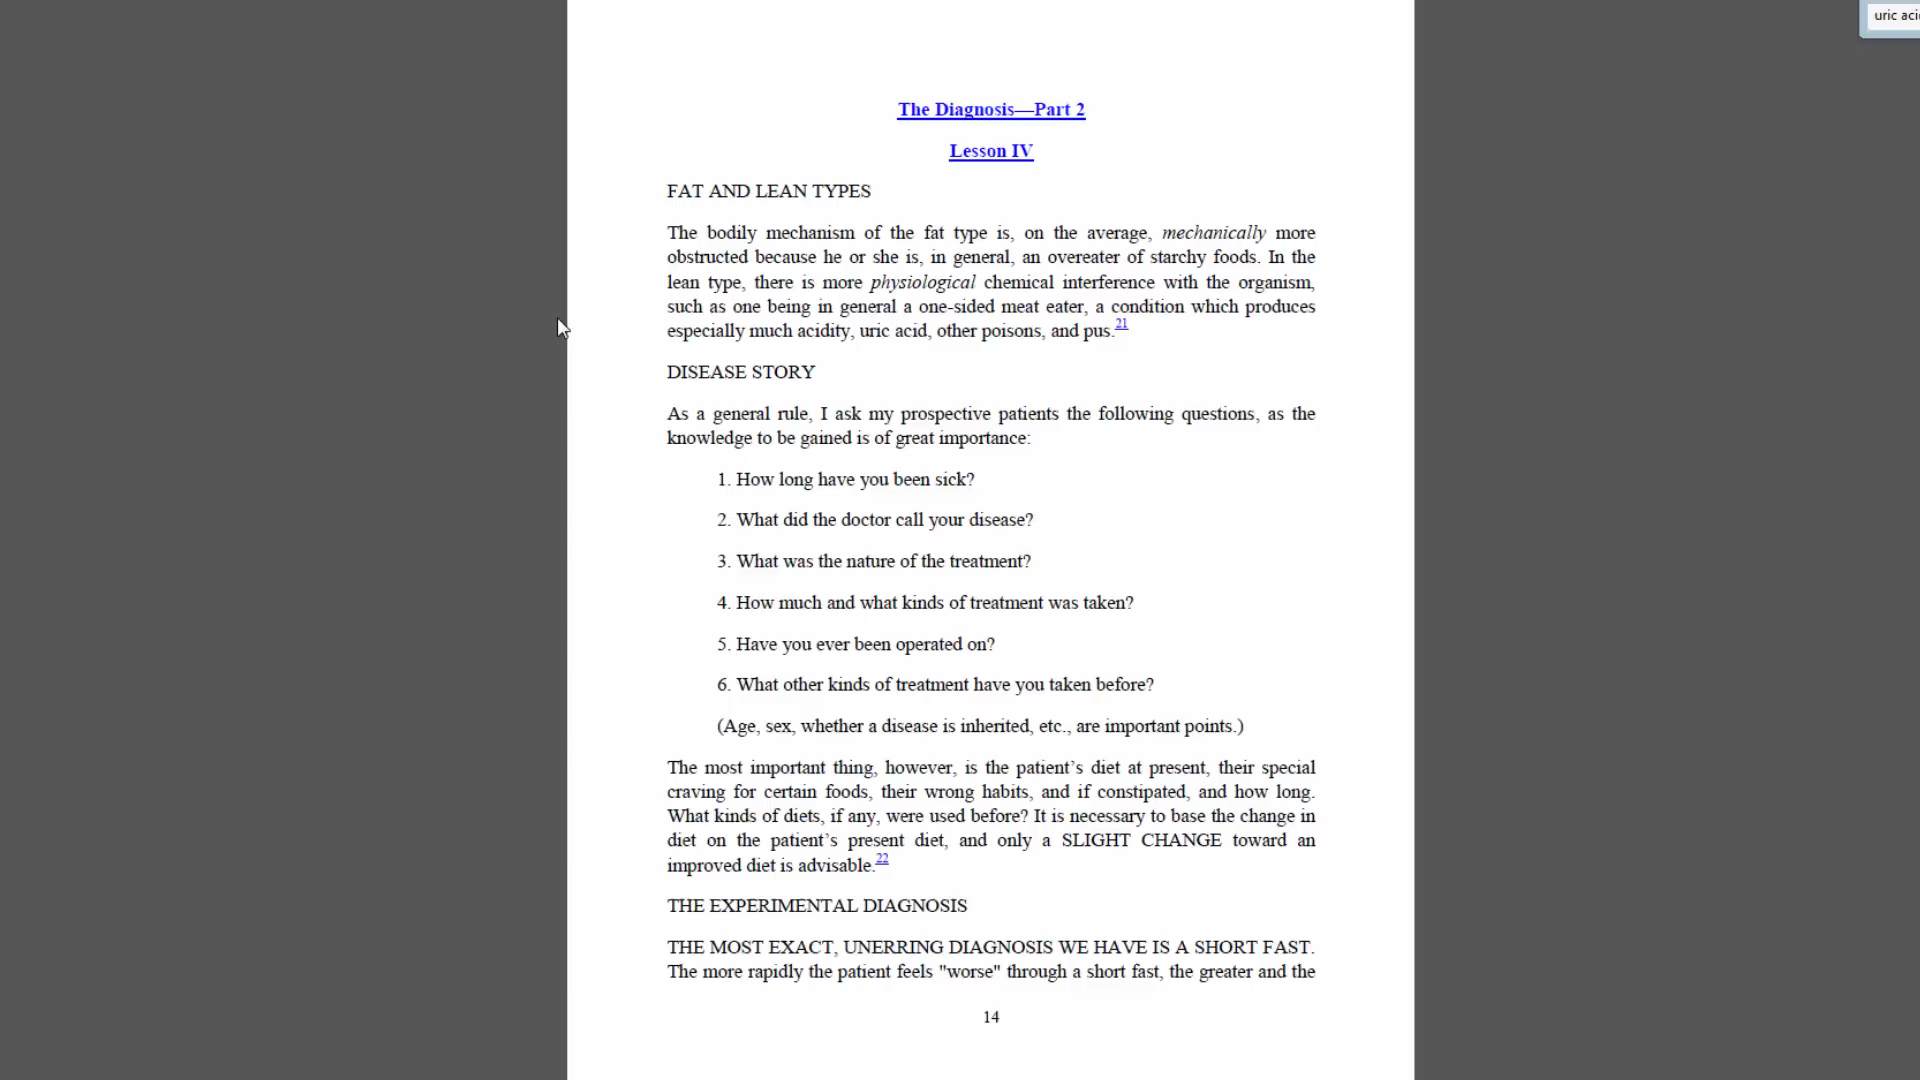 uric aci
The Diagnosis—Part 2
Lesson IV
FAT AND LEAN TYPES
The bodily mechanism of the fat type is, on the average, mechanically more
obstructed because he or she is, in general, an overeater of starchy foods. In the
lean type, there is more physiological chemical interference with the organism,
such as one being in general a one-sided meat eater, a condition which produces
especially much acidity, uric acid, other poisons, and pus.21
DISEASE STORY
As a general rule, I ask my prospective patients the following questions, as the
knowledge to be gained is of great importance:
1. How long have you been sick?
2. What did the doctor call your disease?
3. What was the nature of the treatment?
4. How much and what kinds of treatment was taken?
5. Have you ever been operated on?
6. What other kinds of treatment have you taken before?
(Age, sex, whether a disease is inherited, etc., are important points.)
The most important thing, however, is the patient’s diet at present, their special
craving for certain foods, their wrong habits, and if constipated, and how long.
What kinds of diets, if any, were used before? It is necessary to base the change in
diet on the patient’s present diet, and only a SLIGHT CHANGE toward an
improved diet is advisable.22
THE EXPERIMENTAL DIAGNOSIS
THE MOST EXACT, UNERRING DIAGNOSIS WE HAVE IS A SHORT FAST.
The more rapidly the patient feels "worse" through a short fast, the greater and the
14